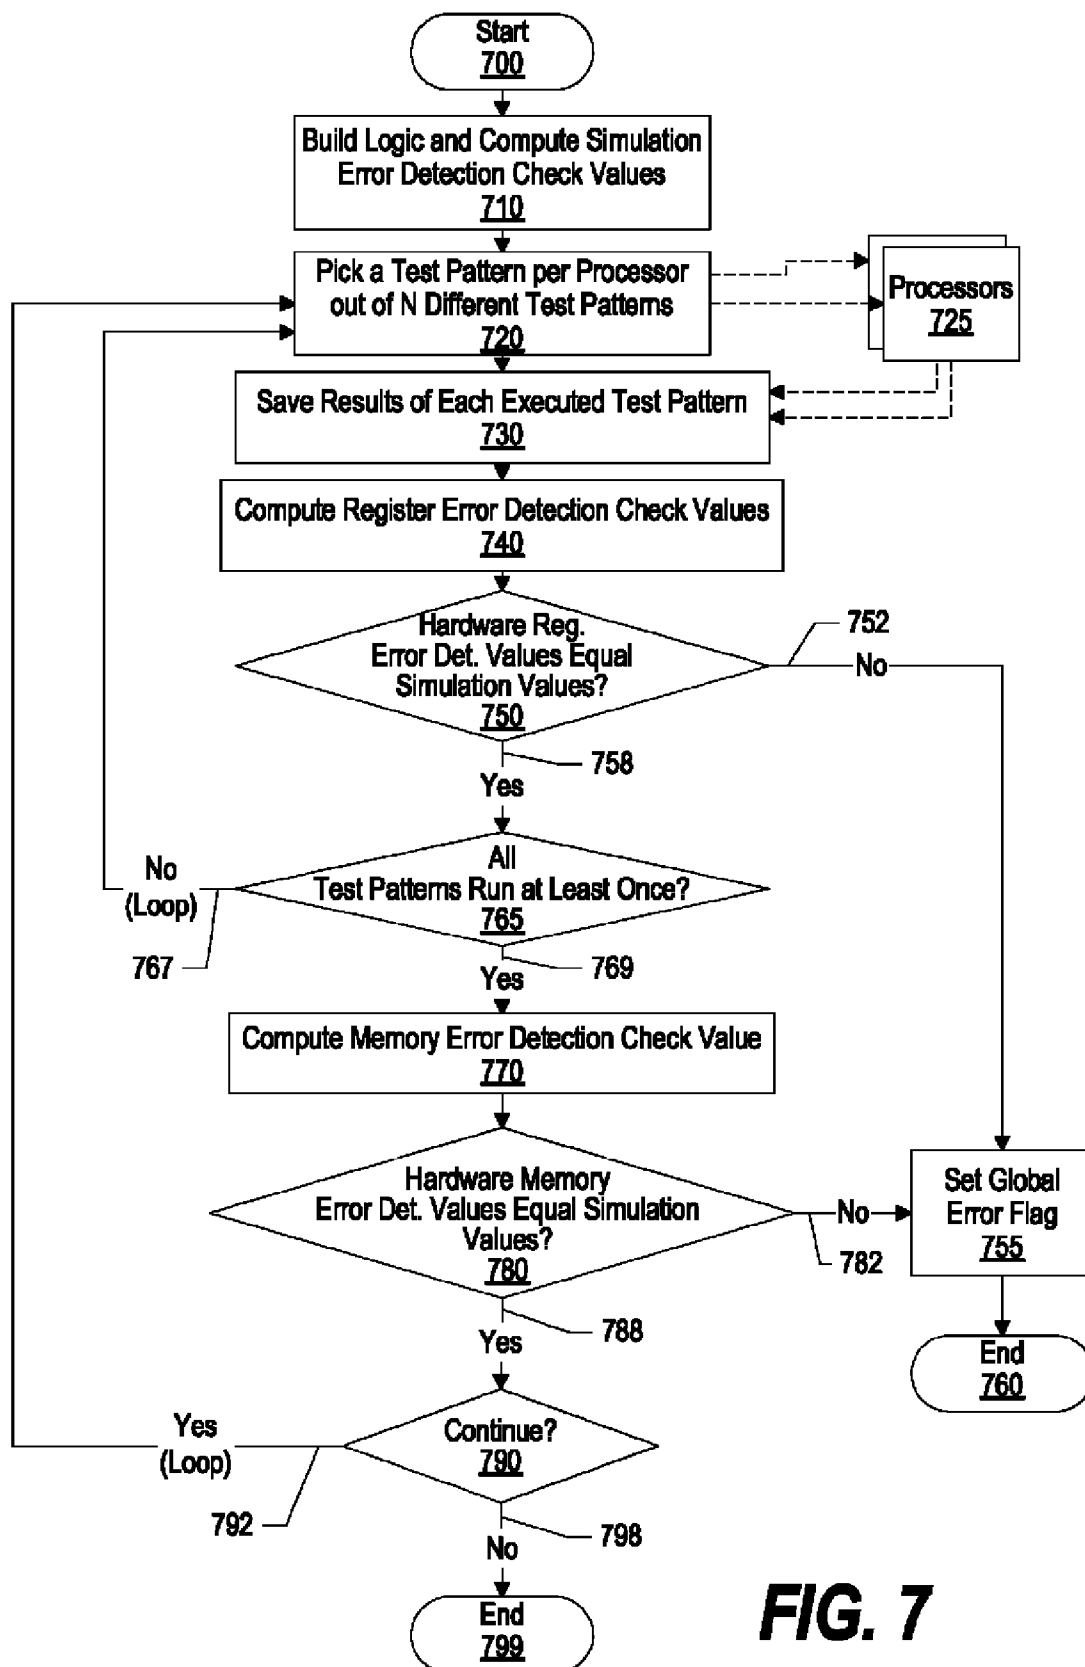 Start
700
Build Logic and Compute Simulation
Error Detection Check Values
710
Pick a Test Pattern per Processor
out of N Different Test Patterns
720
Processors
725
Save Results of Each Executed Test Pattern
730
Compute Register Error Detection Check Values
740
Hardware Reg.
Error Det. Values Equal
Simulation Values?
750
752
No
758
Yes
All
Test Patterns Run at Least Once?
765
No
(Loop)
767
769
Yes
Compute Memory Error Detection Check Value
770
Hardware Memory
Error Det. Values Equal Simulation
Values?
780
No
782
Set Global
Error Flag
755
End
760
788
Yes
Continue?
790
Yes
(Loop)
792
798
No
End
799
FIG. 7